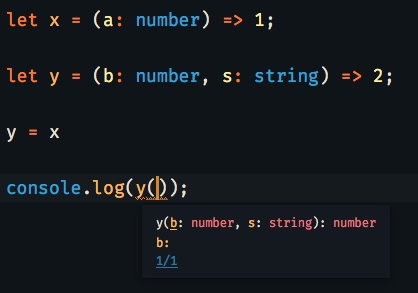 let x = (a: number) => 1;
let y = (b: number, s: string) => 2;
y = x
console.log(y());
y(b: number, s: string): number
b:
1/1